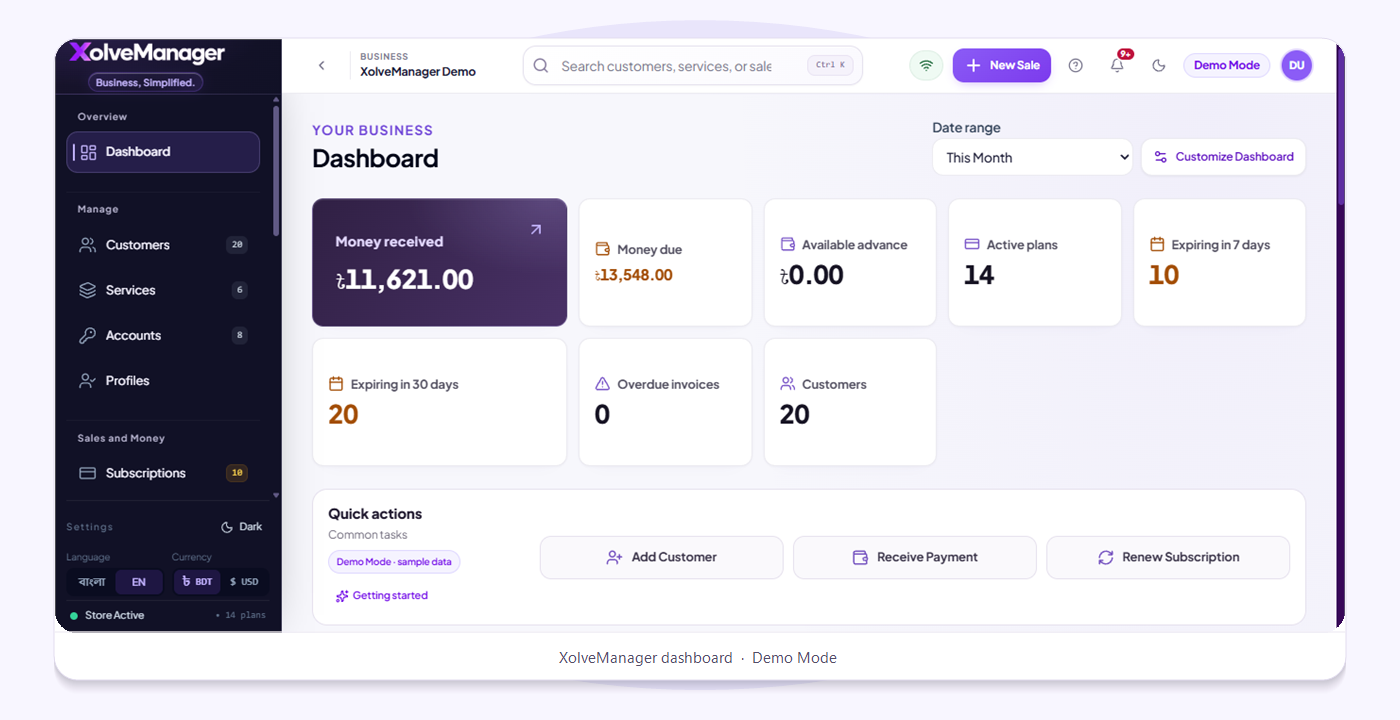 XolveManager
Business, Simplified.
Overview
Dashboard
Manage
Customers 20
Services 6
Accounts 8
Profiles
Sales and Money
Subscriptions 10
Settings Dark
Language Currency
বাংলা EN ৳ BDT $ USD
Store Active • 14 plans
BUSINESS
XolveManager Demo
Search customers, services, or sale
Ctrl K
New Sale
9+
Demo Mode
DU
YOUR BUSINESS
Dashboard
Date range
This Month
Customize Dashboard
Money received
৳11,621.00
Money due
৳13,548.00
Available advance
৳0.00
Active plans
14
Expiring in 7 days
10
Expiring in 30 days
20
Overdue invoices
0
Customers
20
Quick actions
Common tasks
Demo Mode · sample data
Getting started
Add Customer
Receive Payment
Renew Subscription
XolveManager dashboard · Demo Mode